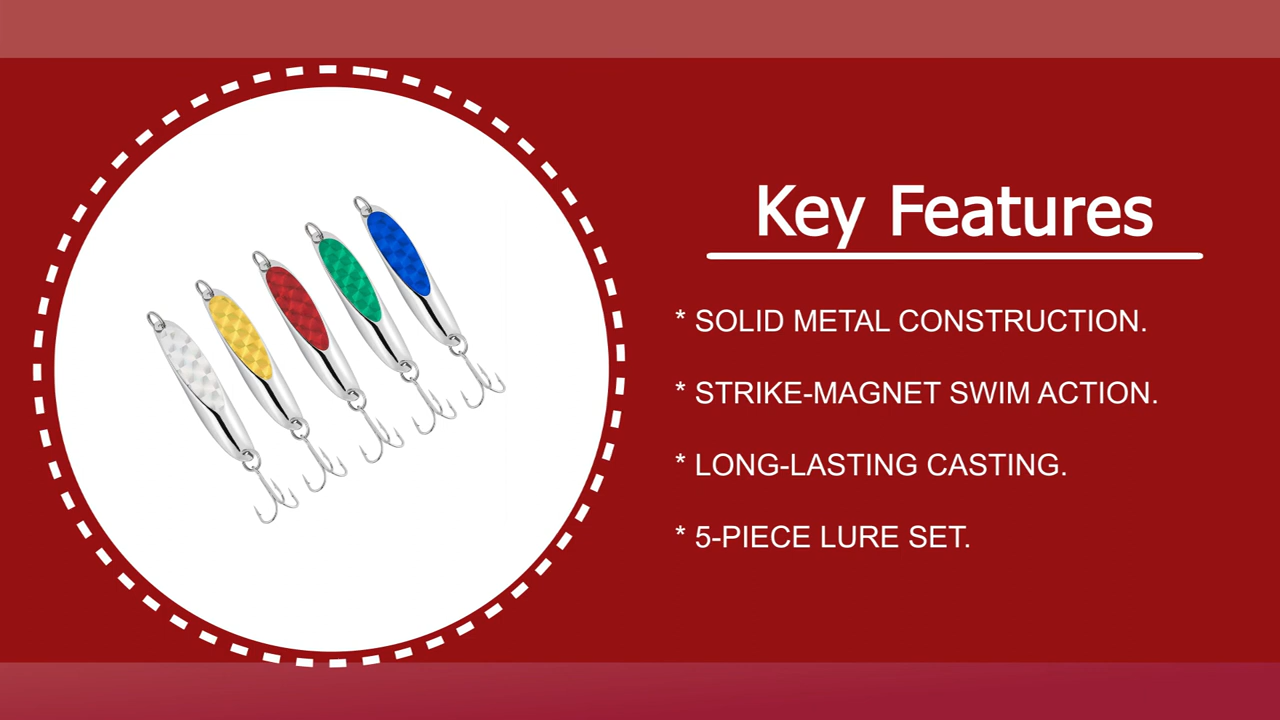 Key Features
* SOLID METAL CONSTRUCTION.
* STRIKE-MAGNET SWIM ACTION.
* LONG-LASTING CASTING.
* 5-PIECE LURE SET.